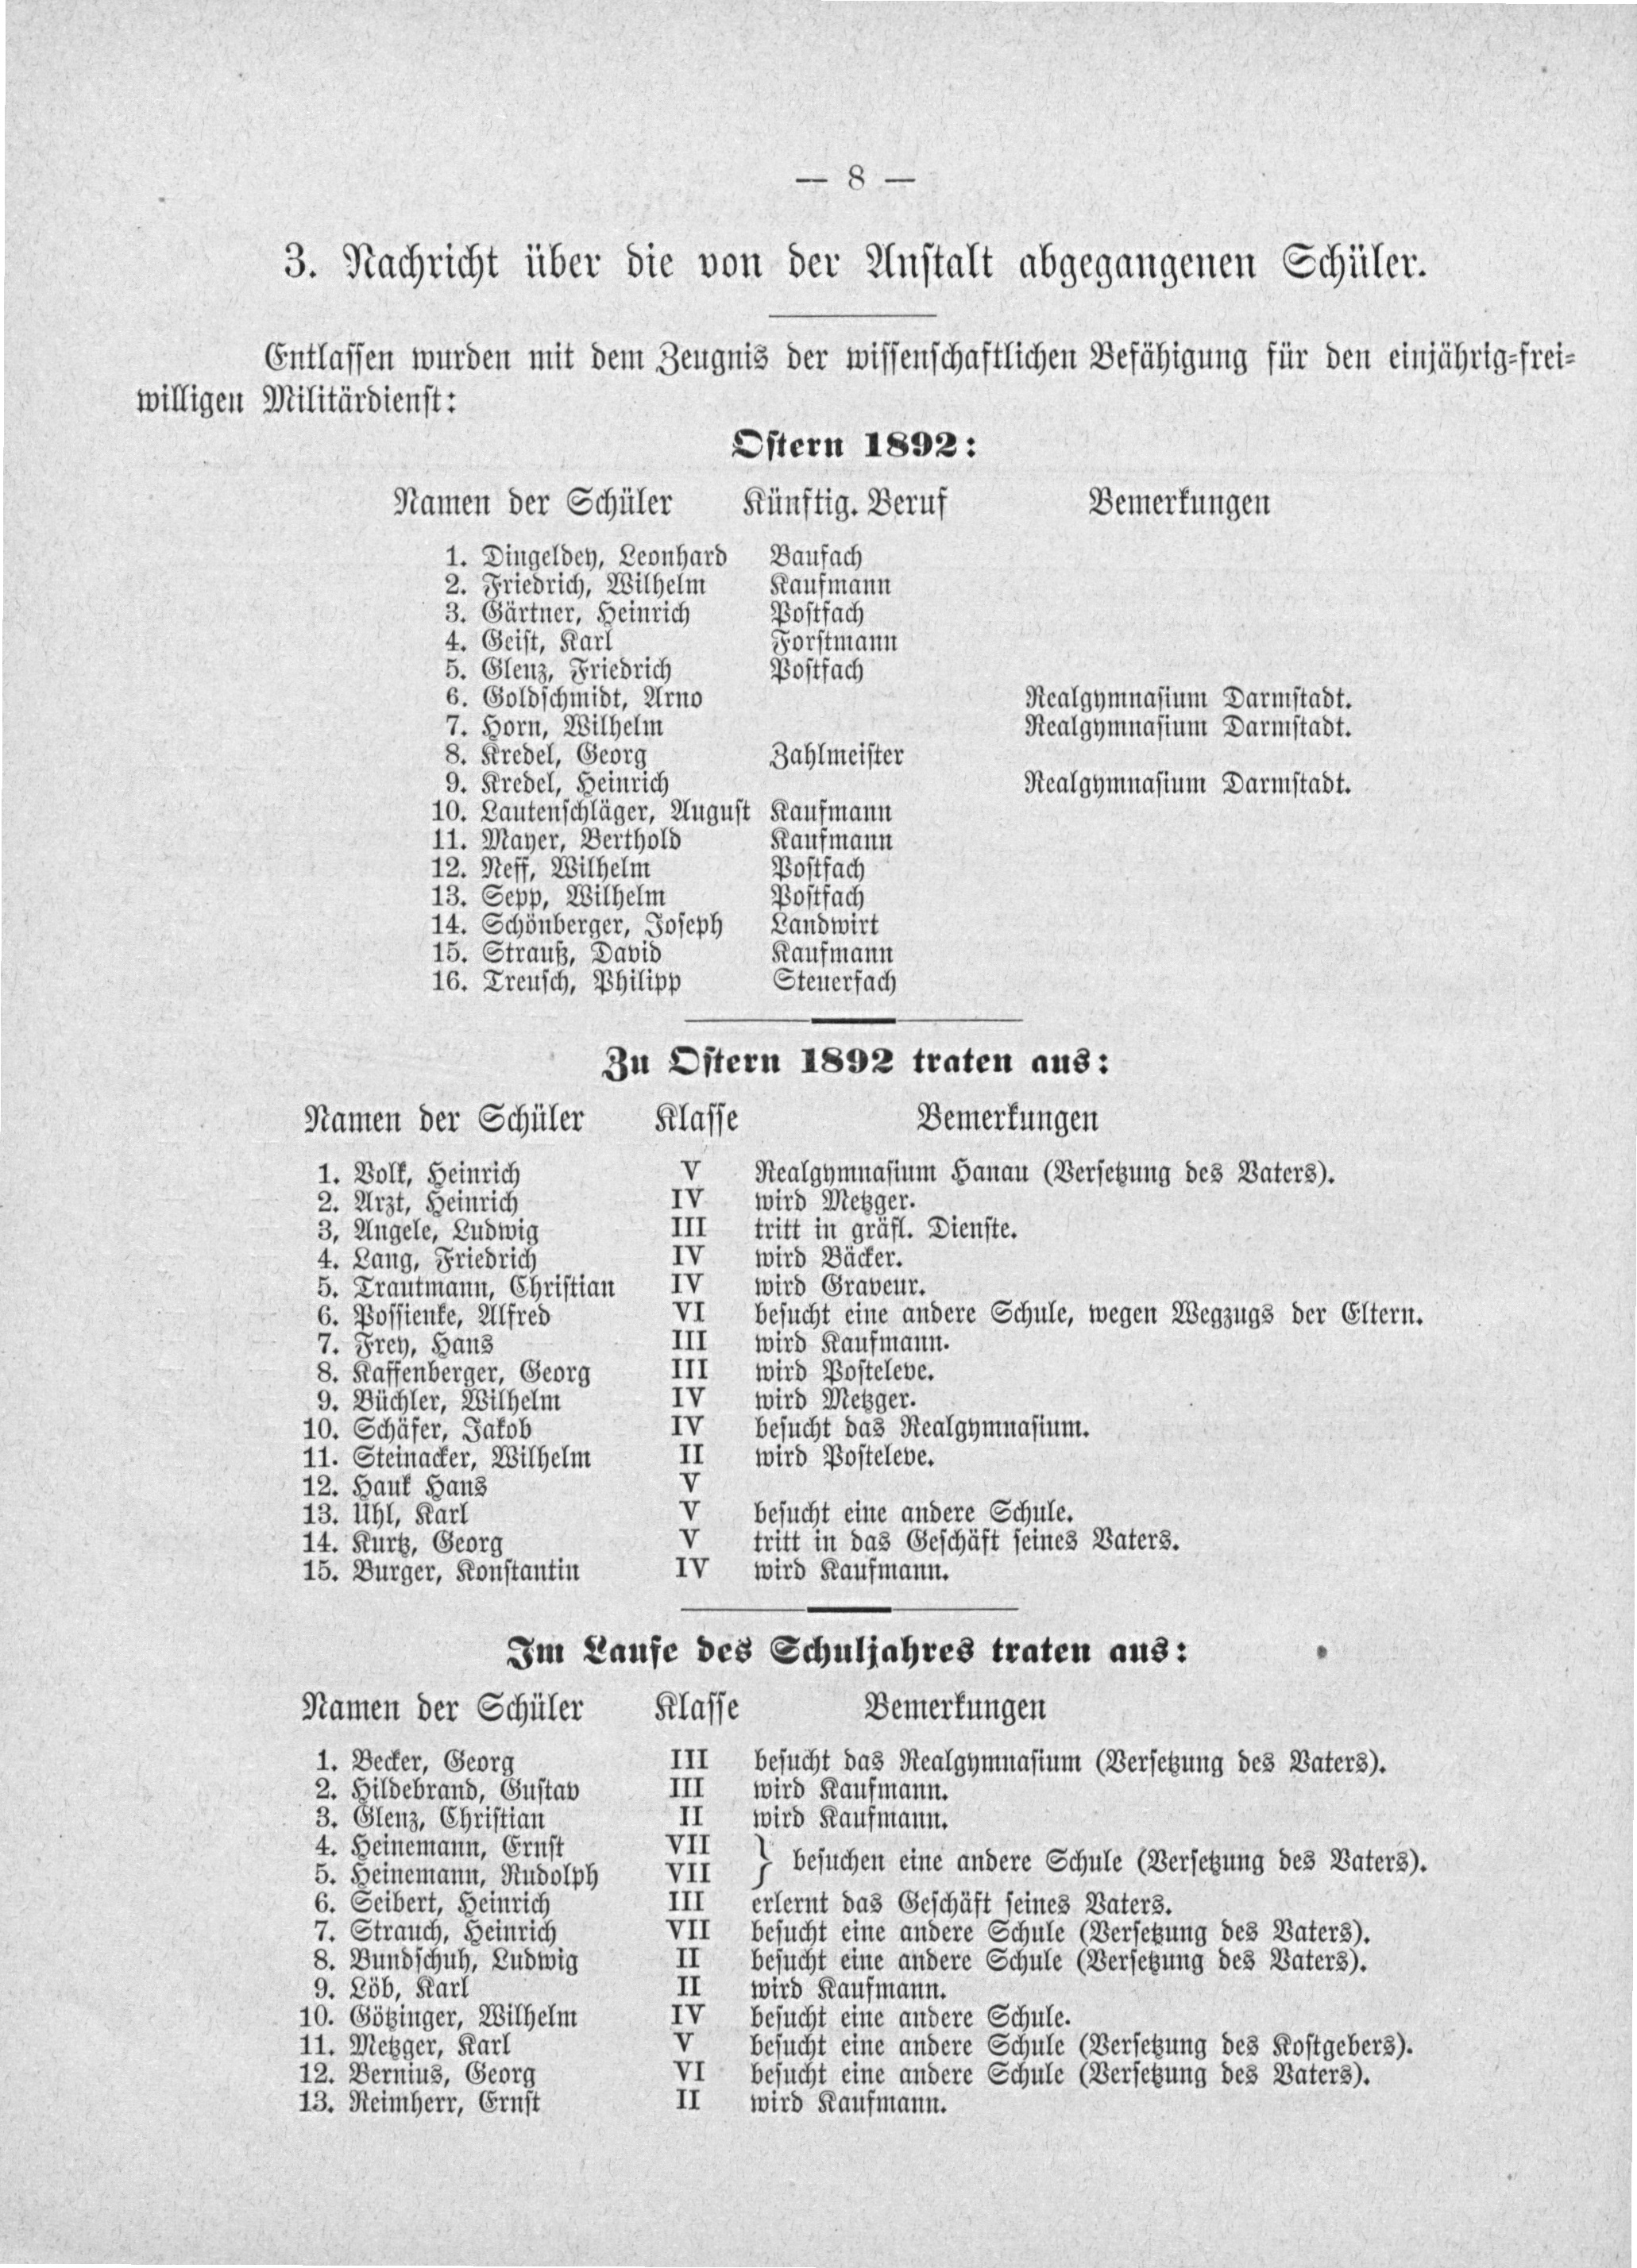 — 8 —
3. Nachricht über die von der Anstalt abgegangenen Schüler.
Entlassen wurden mit dem Zeugnis der wissenschaftlichen Befähigung für den einjährig-frei-
willigen Militärdienst:
Ostern 1892:
Namen der Schüler Künftig. Beruf Bemerkungen
1. Dingeldey, Leonhard Baufach
2. Friedrich, Wilhelm Kaufmann
3. Gärtner, Heinrich Postfach
4. Geist, Karl Forstmann
5. Glenz, Friedrich Postfach
6. Goldschmidt, Arno Realgymnasium Darmstadt.
7. Horn, Wilhelm Realgymnasium Darmstadt.
8. Kredel, Georg Zahlmeister
9. Kredel, Heinrich Realgymnasium Darmstadt.
10. Lautenschläger, August Kaufmann
11. Mayer, Berthold Kaufmann
12. Neff, Wilhelm Postfach
13. Sepp, Wilhelm Postfach
14. Schönberger, Joseph Landwirt
15. Strauß, David Kaufmann
16. Treusch, Philipp Steuerfach
Zu Ostern 1892 traten aus:
Namen der Schüler Klasse Bemerkungen
1. Volk, Heinrich V Realgymnasium Hanau (Versetzung des Vaters).
2. Arzt, Heinrich IV wird Metzger.
3, Angele, Ludwig III tritt in gräfl. Dienste.
4. Lang, Friedrich IV wird Bäcker.
5. Trautmann, Christian IV wird Graveur.
6. Possienke, Alfred VI besucht eine andere Schule, wegen Wegzugs der Eltern.
7. Frey, Hans III wird Kaufmann.
8. Kaffenberger, Georg III wird Posteleve.
9. Büchler, Wilhelm IV wird Metzger.
10. Schäfer, Jakob IV besucht das Realgymnasium.
11. Steinacker, Wilhelm II wird Posteleve.
12. Hauk Hans V
13. Uhl, Karl V besucht eine andere Schule.
14. Kurtz, Georg V tritt in das Geschäft seines Vaters.
15. Burger, Konstantin IV wird Kaufmann.
Im Laufe des Schuljahres traten aus:
Namen der Schüler Klasse Bemerkungen
1. Becker, Georg III besucht das Realgymnasium (Versetzung des Vaters).
2. Hildebrand, Gustav III wird Kaufmann.
3. Glenz, Christian II wird Kaufmann.
4. Heinemann, Ernst VII
5. Heinemann, Rudolph VII } besuchen eine andere Schule (Versetzung des Vaters).
6. Seibert, Heinrich III erlernt das Geschäft seines Vaters.
7. Strauch, Heinrich VII besucht eine andere Schule (Versetzung des Vaters).
8. Bundschuh, Ludwig II besucht eine andere Schule (Versetzung des Vaters).
9. Löb, Karl II wird Kaufmann.
10. Götzinger, Wilhelm IV besucht eine andere Schule.
11. Metzger, Karl V besucht eine andere Schule (Versetzung des Kostgebers).
12. Bernius, Georg VI besucht eine andere Schule (Versetzung des Vaters).
13. Reimherr, Ernst II wird Kaufmann.